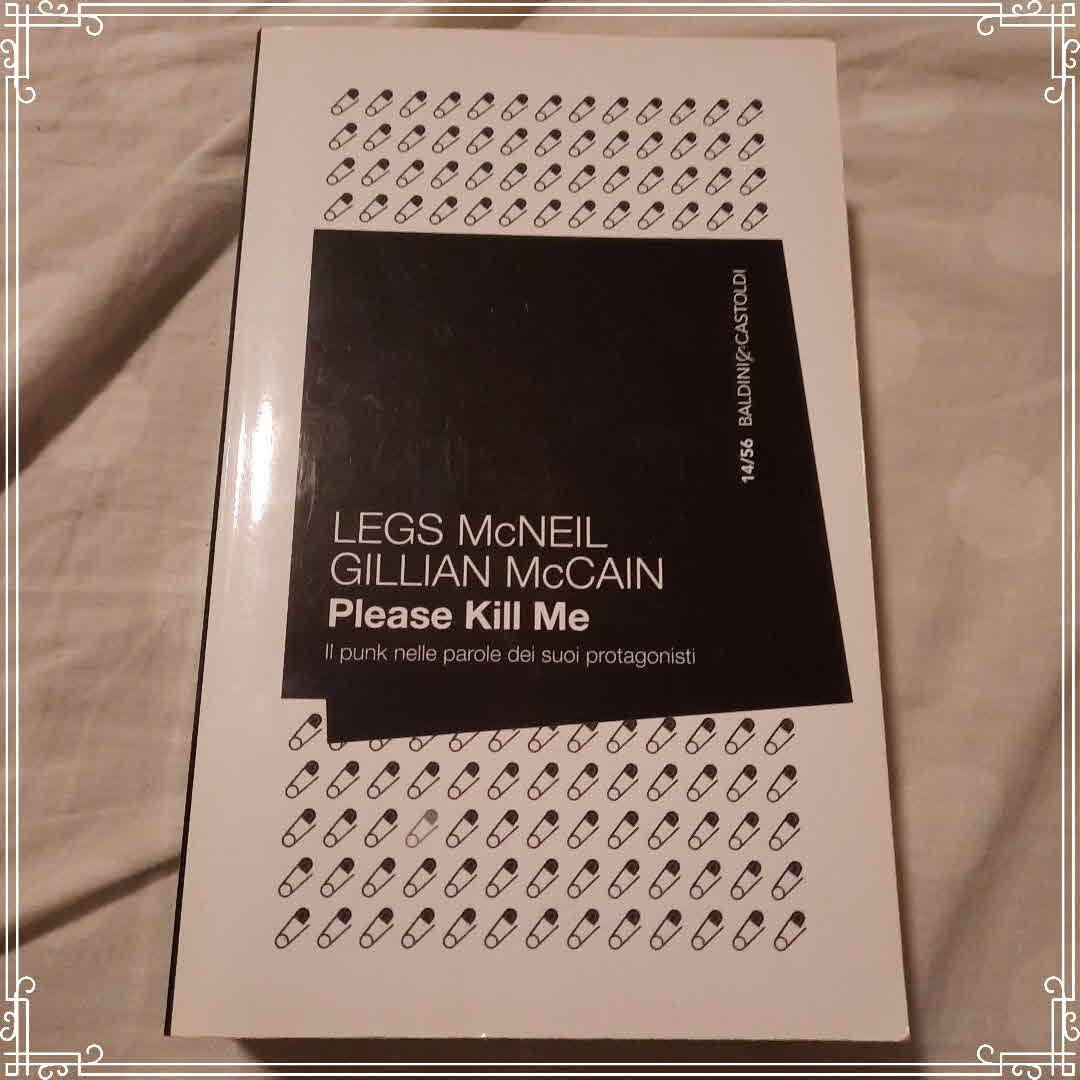 14/56 BALDINI&CASTOLDI
LEGS McNEIL
GILLIAN McCAIN
Please Kill Me
Il punk nelle parole dei suoi protagonisti